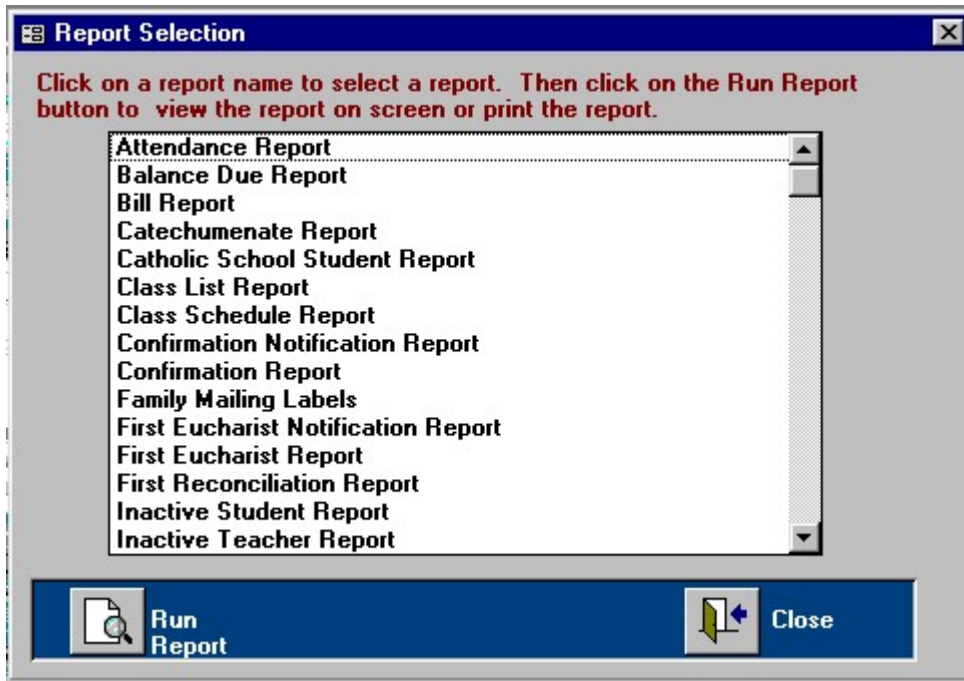 Report Selection
Click on a report name to select a report. Then click on the Run Report
button to view the report on screen or print the report.
Attendance Report
Balance Due Report
Bill Report
Catechumenate Report
Catholic School Student Report
Class List Report
Class Schedule Report
Confirmation Notification Report
Confirmation Report
Family Mailing Labels
First Eucharist Notification Report
First Eucharist Report
First Reconciliation Report
Inactive Student Report
Inactive Teacher Report
Run
Report
Close